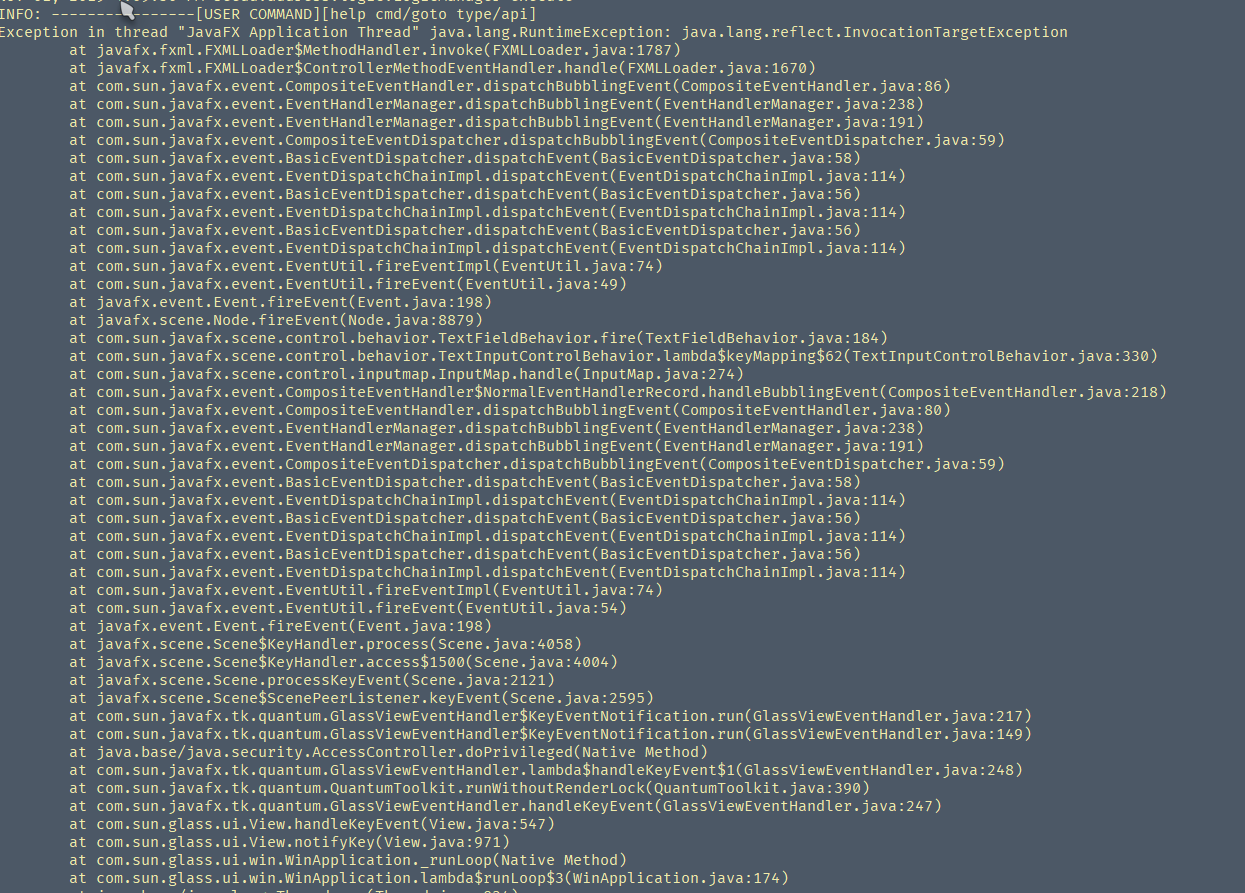 INFO: ----------------[USER COMMAND][help cmd/goto type/api]
Exception in thread "JavaFX Application Thread" java.lang.RuntimeException: java.lang.reflect.InvocationTargetException
at javafx.fxml.FXMLLoader$MethodHandler.invoke(FXMLLoader.java:1787)
at javafx.fxml.FXMLLoader$ControllerMethodEventHandler.handle(FXMLLoader.java:1670)
at com.sun.javafx.event.CompositeEventHandler.dispatchBubblingEvent(CompositeEventHandler.java:86)
at com.sun.javafx.event.EventHandlerManager.dispatchBubblingEvent(EventHandlerManager.java:238)
at com.sun.javafx.event.EventHandlerManager.dispatchBubblingEvent(EventHandlerManager.java:191)
at com.sun.javafx.event.CompositeEventDispatcher.dispatchBubblingEvent(CompositeEventDispatcher.java:59)
at com.sun.javafx.event.BasicEventDispatcher.dispatchEvent(BasicEventDispatcher.java:58)
at com.sun.javafx.event.EventDispatchChainImpl.dispatchEvent(EventDispatchChainImpl.java:114)
at com.sun.javafx.event.BasicEventDispatcher.dispatchEvent(BasicEventDispatcher.java:56)
at com.sun.javafx.event.EventDispatchChainImpl.dispatchEvent(EventDispatchChainImpl.java:114)
at com.sun.javafx.event.BasicEventDispatcher.dispatchEvent(BasicEventDispatcher.java:56)
at com.sun.javafx.event.EventDispatchChainImpl.dispatchEvent(EventDispatchChainImpl.java:114)
at com.sun.javafx.event.EventUtil.fireEventImpl(EventUtil.java:74)
at com.sun.javafx.event.EventUtil.fireEvent(EventUtil.java:49)
at javafx.event.Event.fireEvent(Event.java:198)
at javafx.scene.Node.fireEvent(Node.java:8879)
at com.sun.javafx.scene.control.behavior.TextFieldBehavior.fire(TextFieldBehavior.java:184)
at com.sun.javafx.scene.control.behavior.TextInputControlBehavior.lambda$keyMapping$62(TextInputControlBehavior.java:330)
at com.sun.javafx.scene.control.inputmap.InputMap.handle(InputMap.java:274)
at com.sun.javafx.event.CompositeEventHandler$NormalEventHandlerRecord.handleBubblingEvent(CompositeEventHandler.java:218)
at com.sun.javafx.event.CompositeEventHandler.dispatchBubblingEvent(CompositeEventHandler.java:80)
at com.sun.javafx.event.EventHandlerManager.dispatchBubblingEvent(EventHandlerManager.java:238)
at com.sun.javafx.event.EventHandlerManager.dispatchBubblingEvent(EventHandlerManager.java:191)
at com.sun.javafx.event.CompositeEventDispatcher.dispatchBubblingEvent(CompositeEventDispatcher.java:59)
at com.sun.javafx.event.BasicEventDispatcher.dispatchEvent(BasicEventDispatcher.java:58)
at com.sun.javafx.event.EventDispatchChainImpl.dispatchEvent(EventDispatchChainImpl.java:114)
at com.sun.javafx.event.BasicEventDispatcher.dispatchEvent(BasicEventDispatcher.java:56)
at com.sun.javafx.event.EventDispatchChainImpl.dispatchEvent(EventDispatchChainImpl.java:114)
at com.sun.javafx.event.BasicEventDispatcher.dispatchEvent(BasicEventDispatcher.java:56)
at com.sun.javafx.event.EventDispatchChainImpl.dispatchEvent(EventDispatchChainImpl.java:114)
at com.sun.javafx.event.EventUtil.fireEventImpl(EventUtil.java:74)
at com.sun.javafx.event.EventUtil.fireEvent(EventUtil.java:54)
at javafx.event.Event.fireEvent(Event.java:198)
at javafx.scene.Scene$KeyHandler.process(Scene.java:4058)
at javafx.scene.Scene$KeyHandler.access$1500(Scene.java:4004)
at javafx.scene.Scene.processKeyEvent(Scene.java:2121)
at javafx.scene.Scene$ScenePeerListener.keyEvent(Scene.java:2595)
at com.sun.javafx.tk.quantum.GlassViewEventHandler$KeyEventNotification.run(GlassViewEventHandler.java:217)
at com.sun.javafx.tk.quantum.GlassViewEventHandler$KeyEventNotification.run(GlassViewEventHandler.java:149)
at java.base/java.security.AccessController.doPrivileged(Native Method)
at com.sun.javafx.tk.quantum.GlassViewEventHandler.lambda$handleKeyEvent$1(GlassViewEventHandler.java:248)
at com.sun.javafx.tk.quantum.QuantumToolkit.runWithoutRenderLock(QuantumToolkit.java:390)
at com.sun.javafx.tk.quantum.GlassViewEventHandler.handleKeyEvent(GlassViewEventHandler.java:247)
at com.sun.glass.ui.View.handleKeyEvent(View.java:547)
at com.sun.glass.ui.View.notifyKey(View.java:971)
at com.sun.glass.ui.win.WinApplication._runLoop(Native Method)
at com.sun.glass.ui.win.WinApplication.lambda$runLoop$3(WinApplication.java:174)